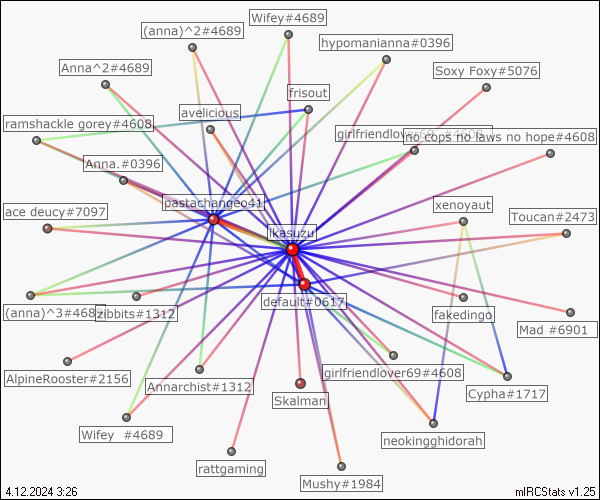 (anna)^2#4689
Wifey#4689
hypomanianna#0396
Anna^2#4689
Soxy Foxy#5076
frisout
avelicious
ramshackle gorey#4608
girlfriendlover69
no cops no laws no hope#4608
Anna.#0396
pastachangeo41
xenoyaut
ace deucy#7097
Toucan#2473
ikasuzu
default#0617
(anna)^3#468
zibbits#1312
fakedingo
Mad #6901
AlpineRooster#2156
Annarchist#1312
girlfriendlover69#4608
Cypha#1717
Skalman
Wifey #4689
neokingghidorah
rattgaming
Mushy#1984
4.12.2024 3:26
mIRCStats v1.25